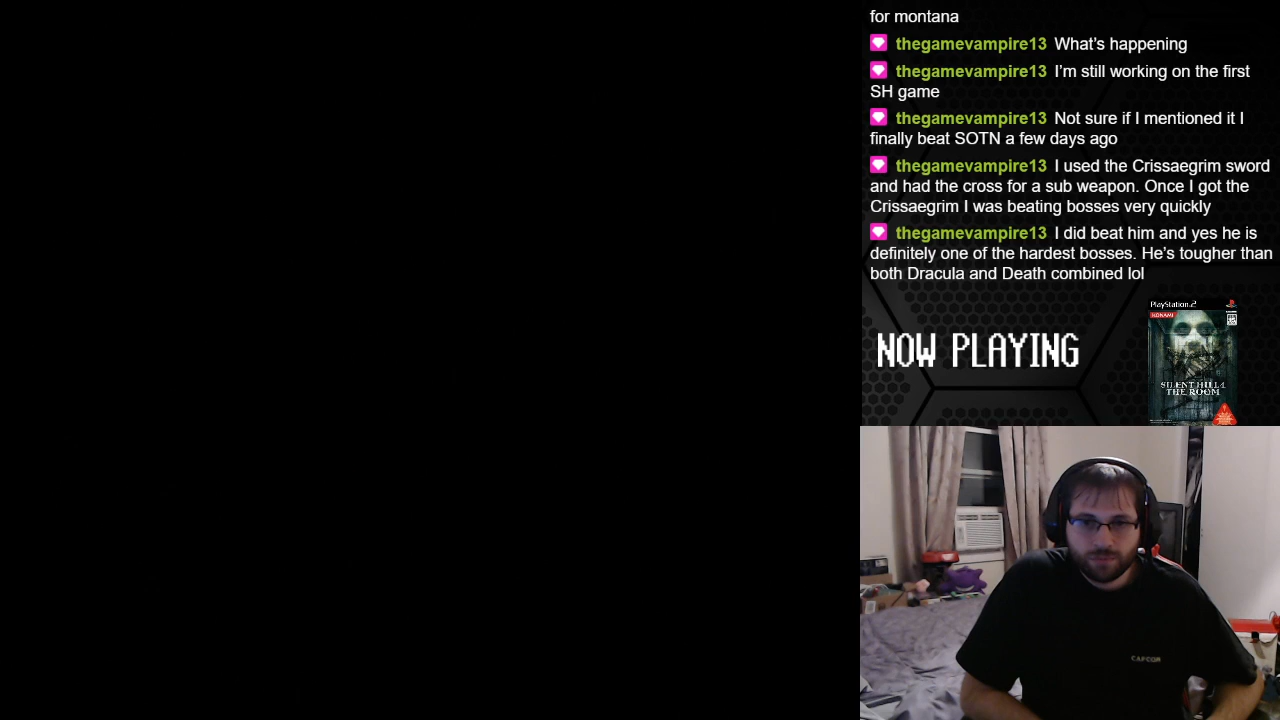 for montana
thegamevampire13 What's happening
thegamevampire13 I'm still working on the first
SH game
thegamevampire13 Not sure if I mentioned it I
finally beat SOTN a few days ago
thegamevampire13 I used the Crissaegrim sword
and had the cross for a sub weapon. Once I got the
Crissaegrim I was beating bosses very quickly
thegamevampire13 I did beat him and yes he is
definitely one of the hardest bosses. He's tougher than
both Dracula and Death combined lol
PlayStation.2
KONAMI
NOW PLAYING
SILENT HILL 4
THE ROOM
CAPCOM